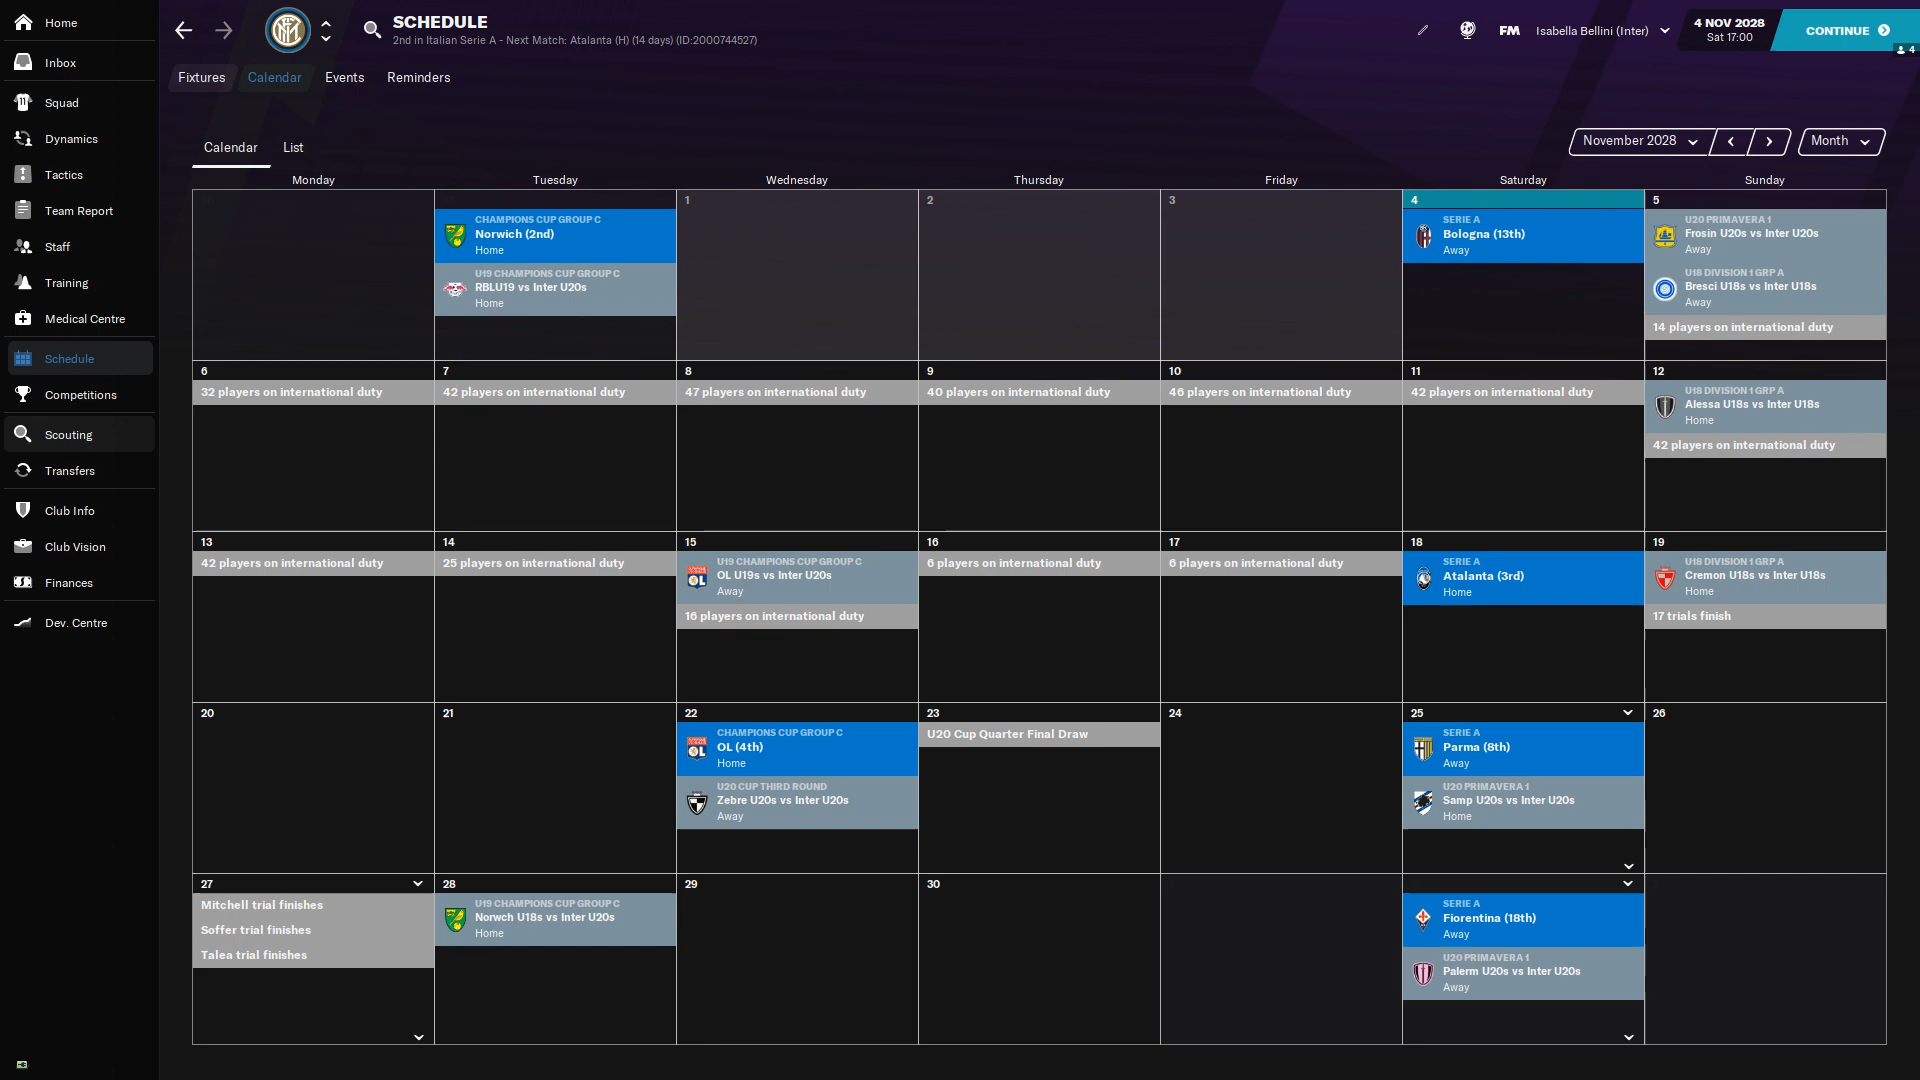 Home
Inbox
Squad
Dynamics
Tactics
Team Report
Staff
Training
Medical Centre
Schedule
Competitions
Scouting
Transfers
Club Info
Club Vision
Finances
Dev. Centre
SCHEDULE
2nd in Italian Serie A - Next Match: Atalanta (H) (14 days) (ID:2000744527)
FM
Isabella Bellini (Inter)
4 NOV 2028
Sat 17:00
CONTINUE
4
Fixtures
Calendar
Events
Reminders
Calendar
List
November 2028
Month
Monday
Tuesday
Wednesday
Thursday
Friday
Saturday
Sunday
CHAMPIONS CUP GROUP C
Norwich (2nd)
Home
U19 CHAMPIONS CUP GROUP C
RBLU19 vs Inter U20s
Home
1
2
3
4
SERIE A
Bologna (13th)
Away
5
U20 PRIMAVERA 1
Frosin U20s vs Inter U20s
Away
U18 DIVISION 1 GRP A
Bresci U18s vs Inter U18s
Away
14 players on international duty
6
32 players on international duty
7
42 players on international duty
8
47 players on international duty
9
40 players on international duty
10
46 players on international duty
11
42 players on international duty
12
U18 DIVISION 1 GRP A
Alessa U18s vs Inter U18s
Home
42 players on international duty
13
42 players on international duty
14
25 players on international duty
15
U19 CHAMPIONS CUP GROUP C
OL U19s vs Inter U20s
Away
16 players on international duty
16
6 players on international duty
17
6 players on international duty
18
SERIE A
Atalanta (3rd)
Home
19
U18 DIVISION 1 GRP A
Cremon U18s vs Inter U18s
Home
17 trials finish
20
21
22
CHAMPIONS CUP GROUP C
OL (4th)
Home
U20 CUP THIRD ROUND
Zebre U20s vs Inter U20s
Away
23
U20 Cup Quarter Final Draw
24
25
SERIE A
Parma (8th)
Away
U20 PRIMAVERA 1
Samp U20s vs Inter U20s
Home
26
27
Mitchell trial finishes
Soffer trial finishes
Talea trial finishes
28
U19 CHAMPIONS CUP GROUP C
Norwch U18s vs Inter U20s
Home
29
30
SERIE A
Fiorentina (18th)
Away
U20 PRIMAVERA 1
Palerm U20s vs Inter U20s
Away